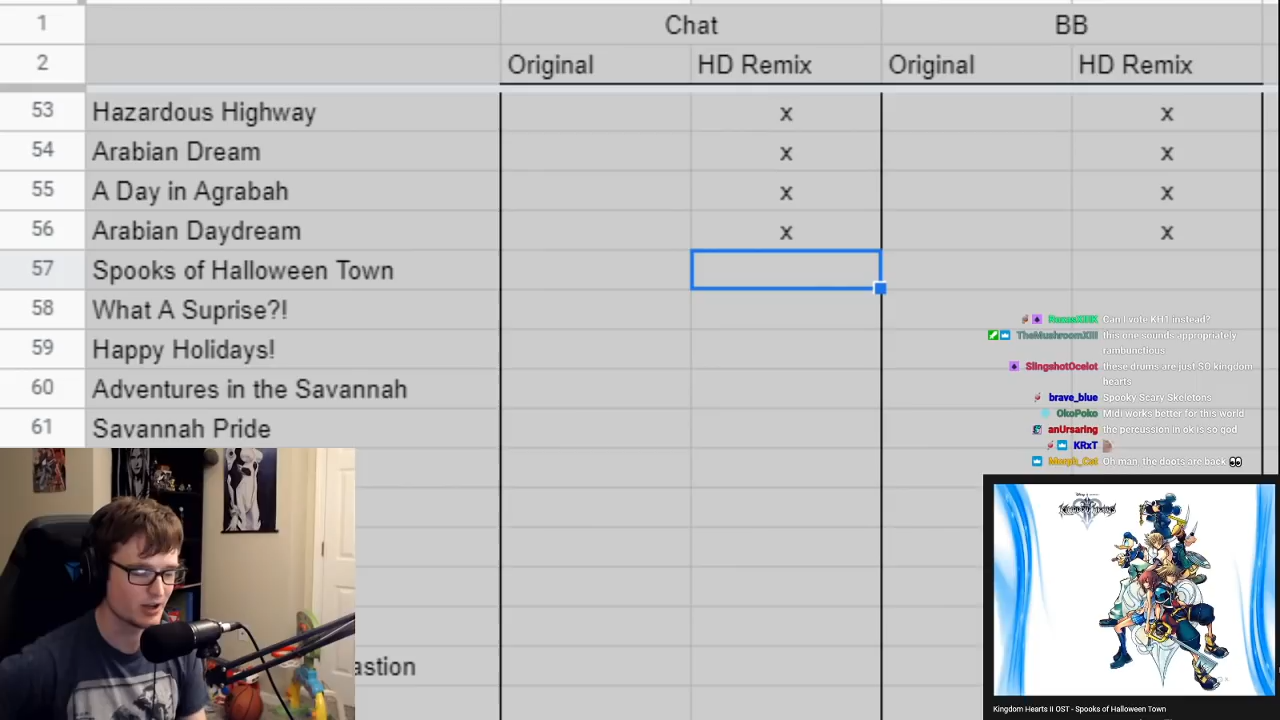 1 Chat BB
2 Original HD Remix Original HD Remix
53 Hazardous Highway x x
54 Arabian Dream x x
55 A Day in Agrabah x x
56 Arabian Daydream x x
57 Spooks of Halloween Town
58 What A Suprise?!
59 Happy Holidays!
60 Adventures in the Savannah
61 Savannah Pride
astion
Can I vote KH1 instead?
TheMushroomXIII this one sounds appropriately
rambunctious
SlingshotOcelot these drums are just SO kingdom
hearts
brave_blue Spooky Scary Skeletons
OkoPoko Midi works better for this world
anUrsaring the percussion in ok is so god
KRxT
Oh man, the doots are back
Kingdom Hearts
Kingdom Hearts II OST - Spooks of Halloween Town